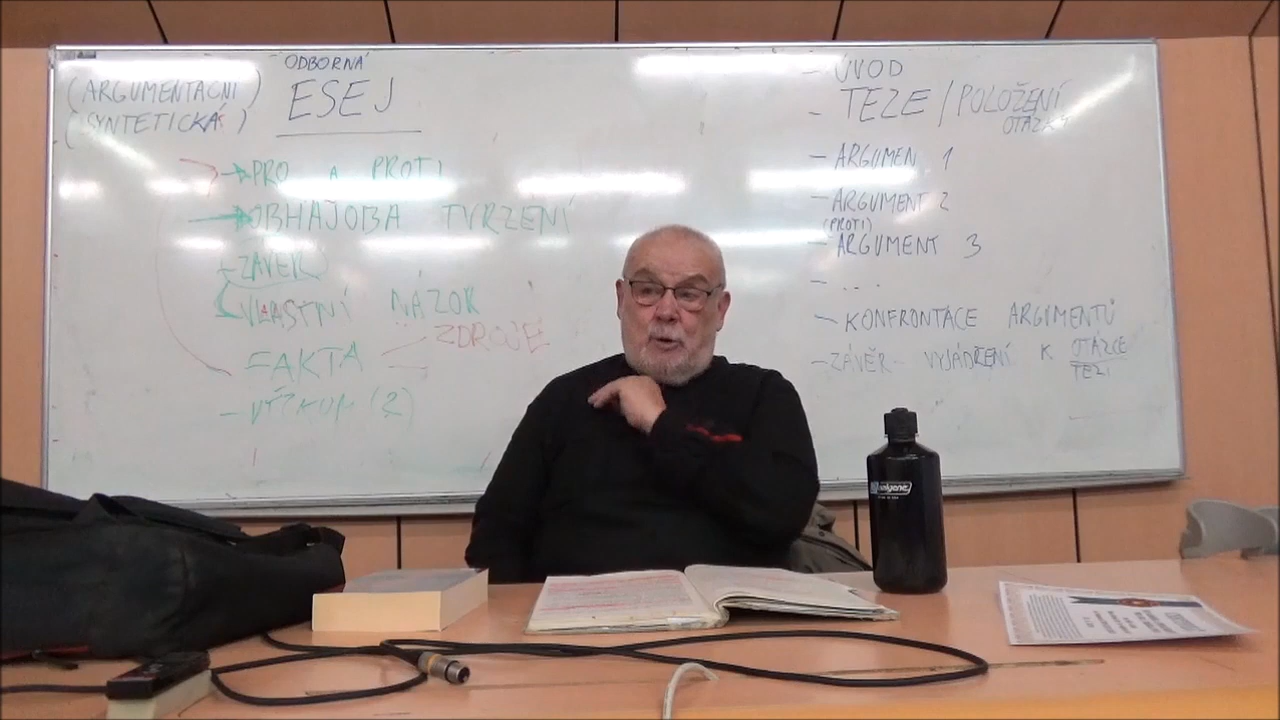 ODBORNÁ
(ARGUMENTAČNÍ) ESEJ
(SYNTETICKÁ)
PRO A PROTI
OBHAJOBA TVRZENÍ
ZÁVĚR
VLASTNÍ NÁZOR
ZDROJE
FAKTA
- VÝZKUM (?)
- ÚVOD
- TEZE / POLOŽENÍ
OTÁZKY
- ARGUMEN 1
- ARGUMENT 2
(PROTI)
- ARGUMENT 3
- . . .
- KONFRONTACE ARGUMENTŮ
- ZÁVĚR - VYJÁDŘENÍ K OTÁZCE
TEZI
nalgene